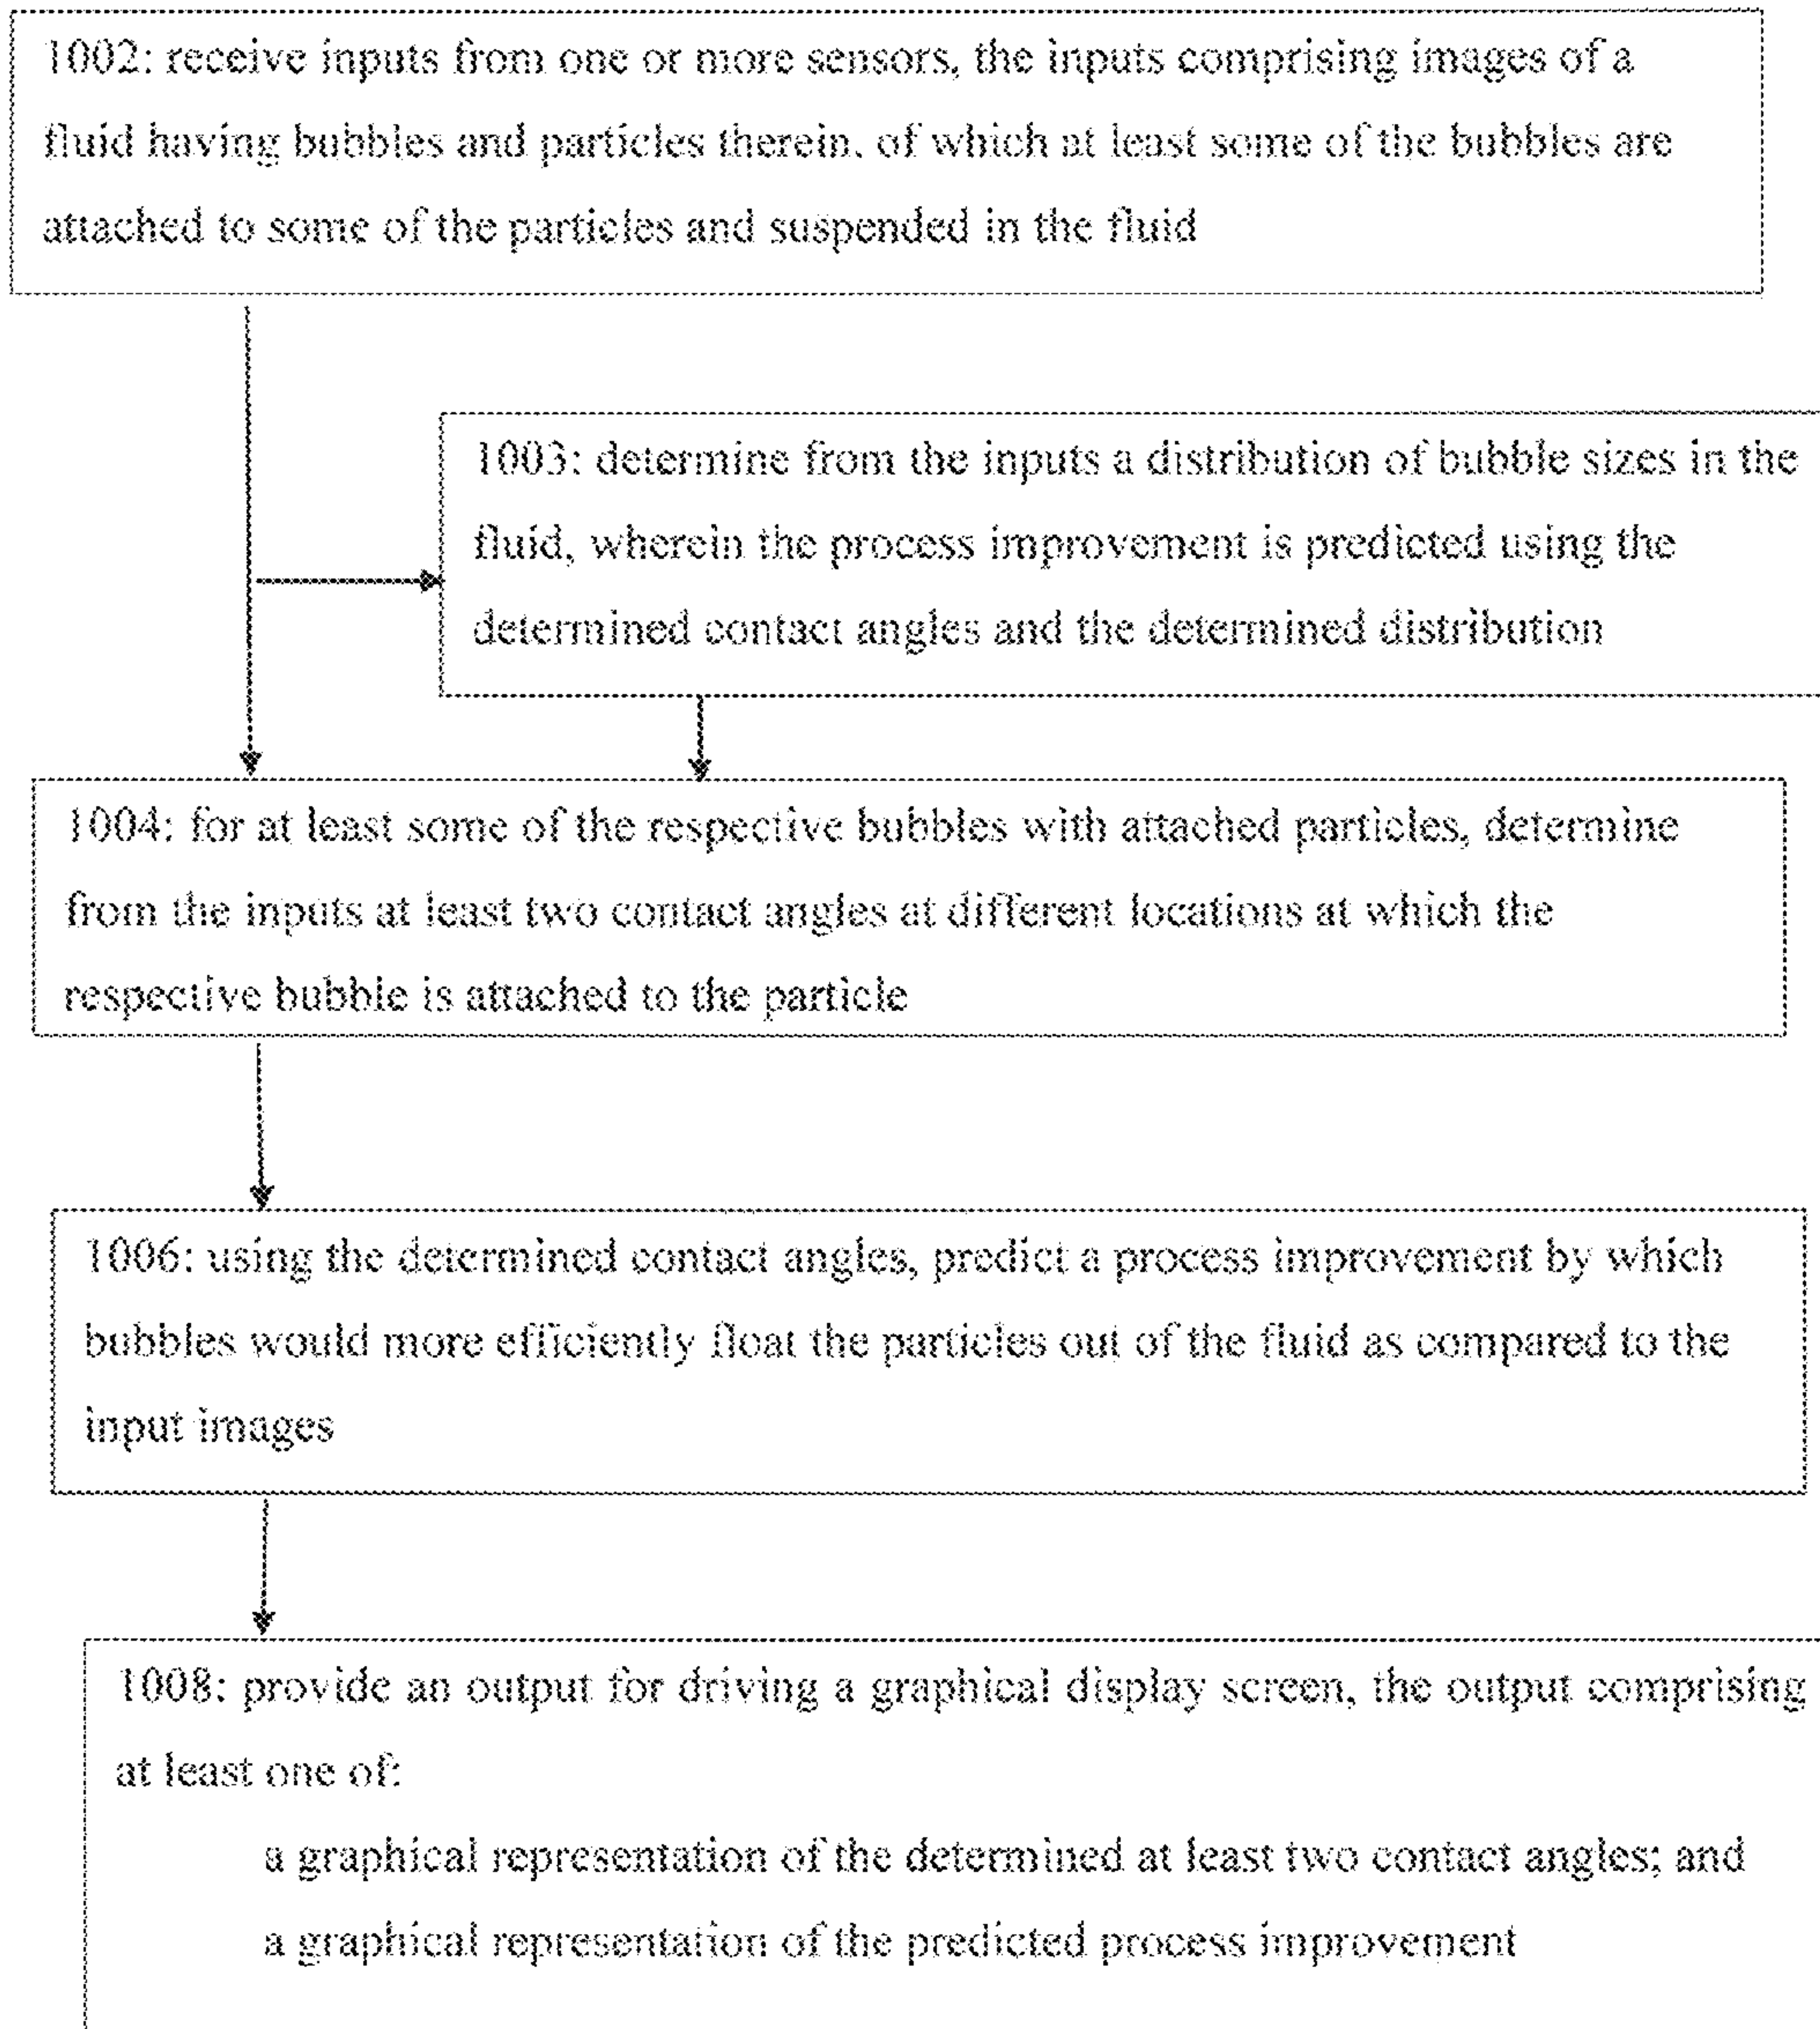 1002: receive inputs from one or more sensors, the inputs comprising images of a
fluid having bubbles and particles therein, of which at least some of the bubbles are
attached to some of the particles and suspended in the fluid
1003: determine from the inputs a distribution of bubble sizes in the
fluid, wherein the process improvement is predicted using the
determined contact angles and the determined distribution
1004: for at least some of the respective bubbles with attached particles, determine
from the inputs at least two contact angles at different locations at which the
respective bubble is attached to the particle
1006: using the determined contact angles, predict a process improvement by which
bubbles would more efficiently float the particles out of the fluid as compared to the
input images
1008: provide an output for driving a graphical display screen, the output comprising
at least one of:
a graphical representation of the determined at least two contact angles; and
a graphical representation of the predicted process improvement